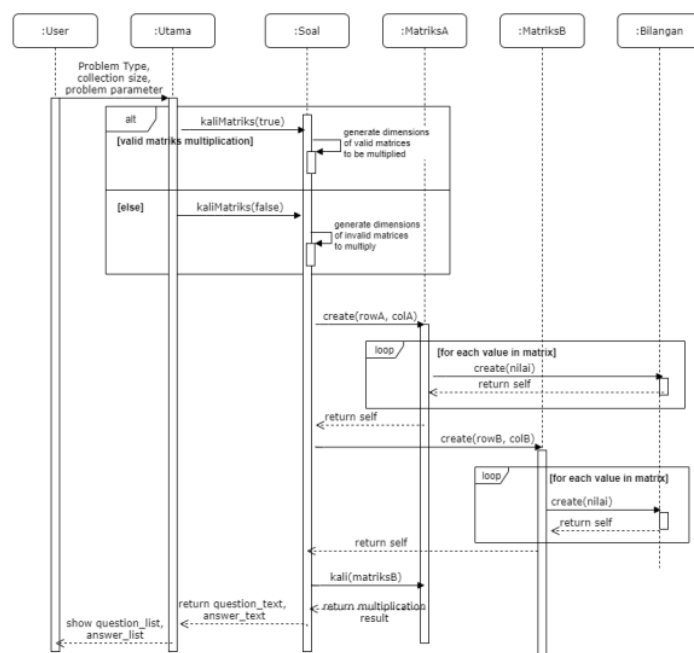 :User
:Utama
:Soal
:MatriksA
:MatriksB
:Bilangan
Problem Type,
collection size,
problem parameter
alt
kaliMatriks(true)
[valid matriks multiplication]
generate dimensions
of valid matrices
to be multiplied
[else]
kaliMatriks(false)
generate dimensions
of invalid matrices
to multiply
create(rowA, colA)
loop
[for each value in matrix]
create(nilai)
return self
return self
create(rowB, colB)
loop
[for each value in matrix]
create(nilai)
return self
return self
kali(matriksB)
return multiplication
result
return question_text,
answer_text
show question_list,
answer_list